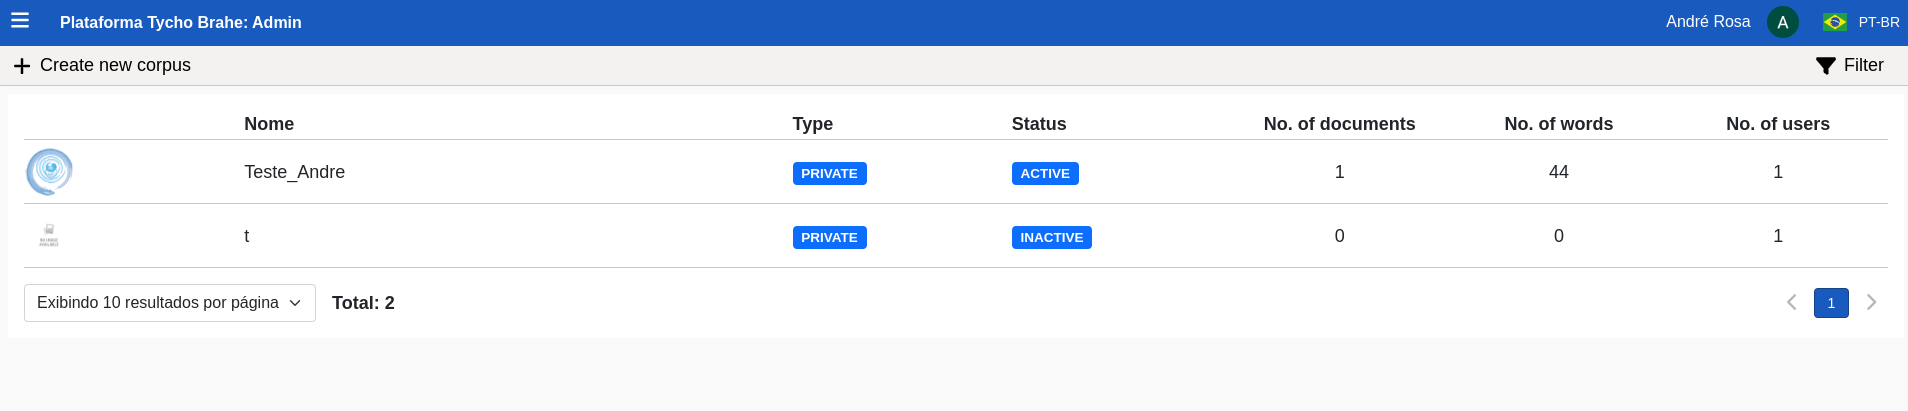 Plataforma Tycho Brahe: Admin André Rosa A PT-BR
Create new corpus Filter
Nome Type Status No. of documents No. of words No. of users
Teste_Andre PRIVATE ACTIVE 1 44 1
t PRIVATE INACTIVE 0 0 1
Exibindo 10 resultados por página Total: 2 1